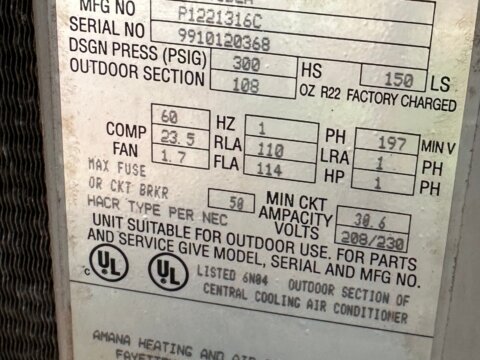 MFG NO P1221316C
SERIAL NO 9910120368
DSGN PRESS (PSIG) 300 HS 150 LS
OUTDOOR SECTION 108 OZ R22 FACTORY CHARGED
60 HZ 1 PH 197 MIN V
COMP 23.5 RLA 110 LRA 1 PH
FAN 1.7 FLA 114 HP 1 PH
MAX FUSE
OR CKT BRKR 50 MIN CKT AMPACITY 30.6
HACR TYPE PER NEC VOLTS 208/230
UNIT SUITABLE FOR OUTDOOR USE. FOR PARTS
AND SERVICE GIVE MODEL, SERIAL AND MFG NO.
C UL UL LISTED 6N04 OUTDOOR SECTION OF
CENTRAL COOLING AIR CONDITIONER
AMANA HEATING AND AIR